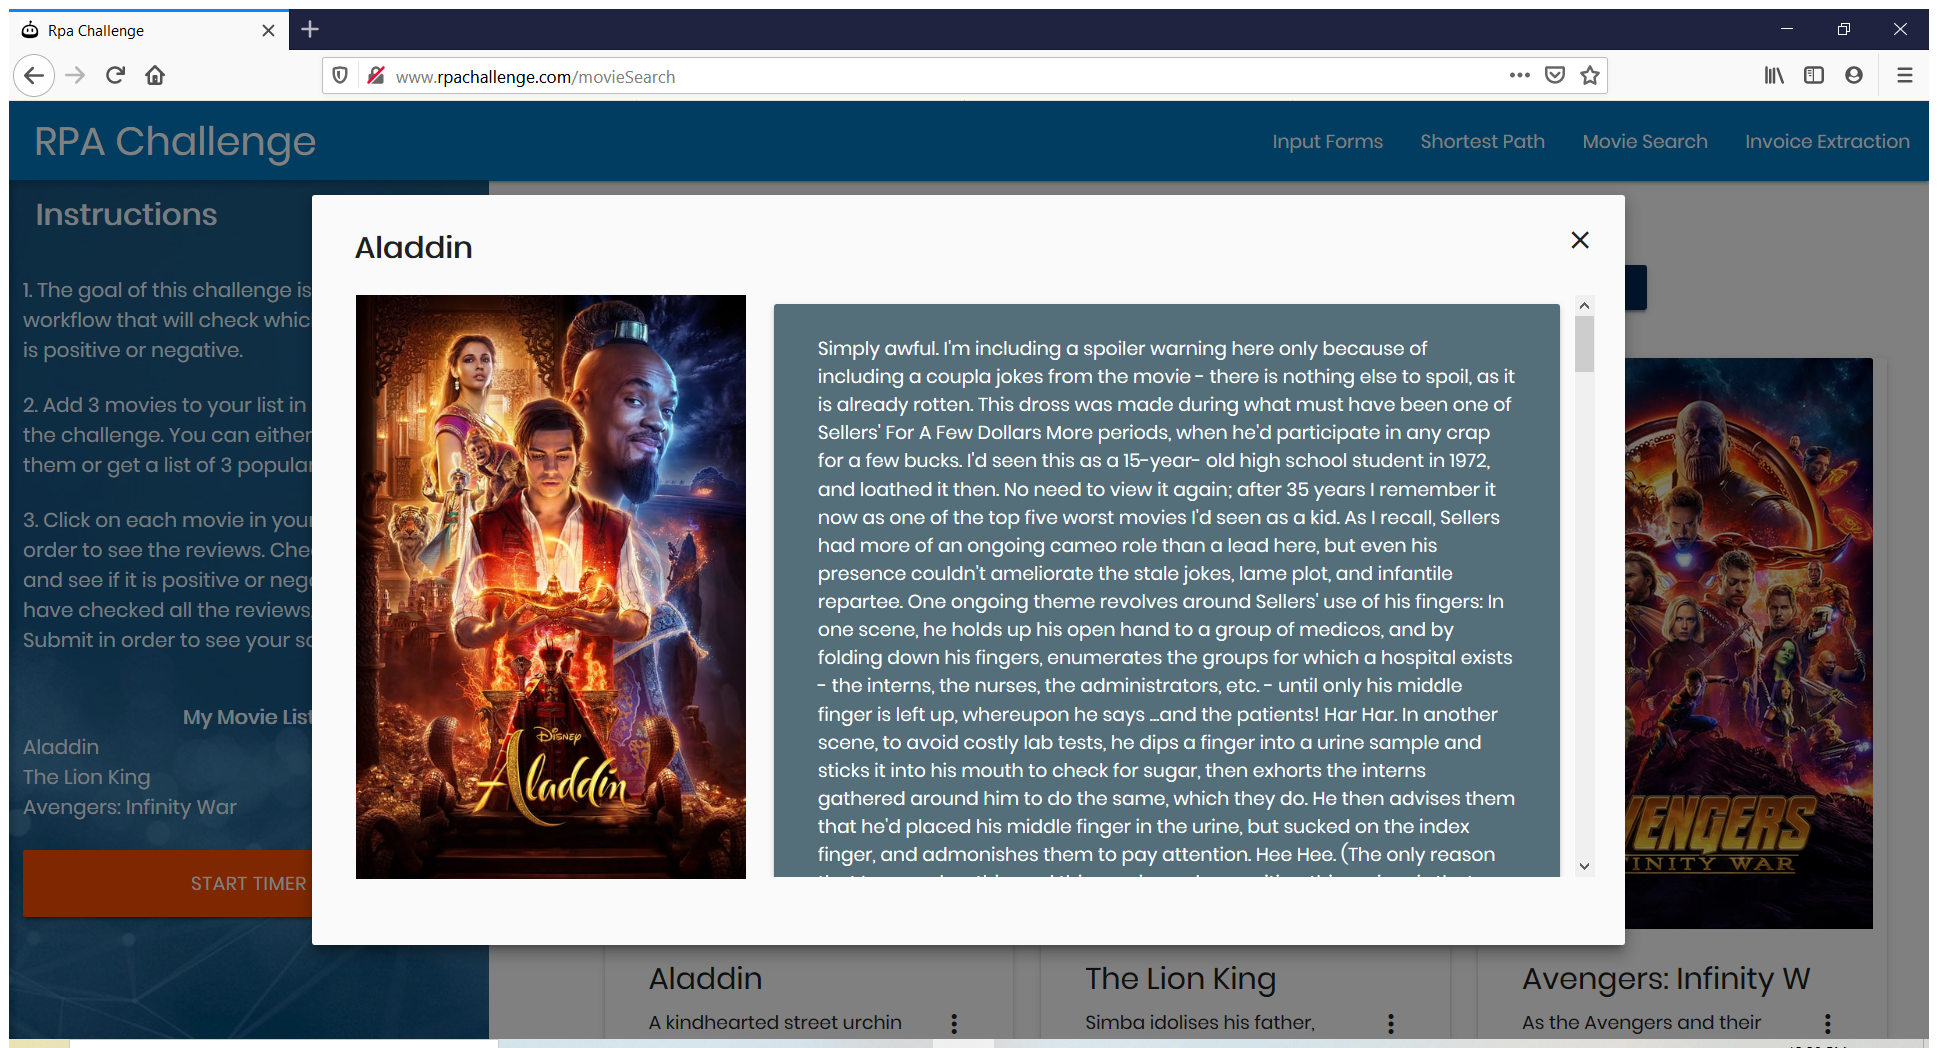 Rpa Challenge
www.rpachallenge.com/movieSearch
RPA Challenge
Input Forms
Shortest Path
Movie Search
Invoice Extraction
Instructions
1. The goal of this challenge is
workflow that will check whic
is positive or negative.
2. Add 3 movies to your list in
the challenge. You can either
them or get a list of 3 popula
3. Click on each movie in you
order to see the reviews. Che
and see if it is positive or neg
have checked all the reviews,
Submit in order to see your sc
My Movie List
Aladdin
The Lion King
Avengers: Infinity War
START TIMER
Aladdin
DISNEY
Aladdin
Simply awful. I'm including a spoiler warning here only because of
including a coupla jokes from the movie - there is nothing else to spoil, as it
is already rotten. This dross was made during what must have been one of
Sellers' For A Few Dollars More periods, when he'd participate in any crap
for a few bucks. I'd seen this as a 15-year- old high school student in 1972,
and loathed it then. No need to view it again; after 35 years I remember it
now as one of the top five worst movies I'd seen as a kid. As I recall, Sellers
had more of an ongoing cameo role than a lead here, but even his
presence couldn't ameliorate the stale jokes, lame plot, and infantile
repartee. One ongoing theme revolves around Sellers' use of his fingers: In
one scene, he holds up his open hand to a group of medicos, and by
folding down his fingers, enumerates the groups for which a hospital exists
- the interns, the nurses, the administrators, etc. - until only his middle
finger is left up, whereupon he says ...and the patients! Har Har. In another
scene, to avoid costly lab tests, he dips a finger into a urine sample and
sticks it into his mouth to check for sugar, then exhorts the interns
gathered around him to do the same, which they do. He then advises them
that he'd placed his middle finger in the urine, but sucked on the index
finger, and admonishes them to pay attention. Hee Hee. (The only reason
VENGERS
INFINITY WAR
Aladdin
A kindhearted street urchin
The Lion King
Simba idolises his father,
Avengers: Infinity W
As the Avengers and their